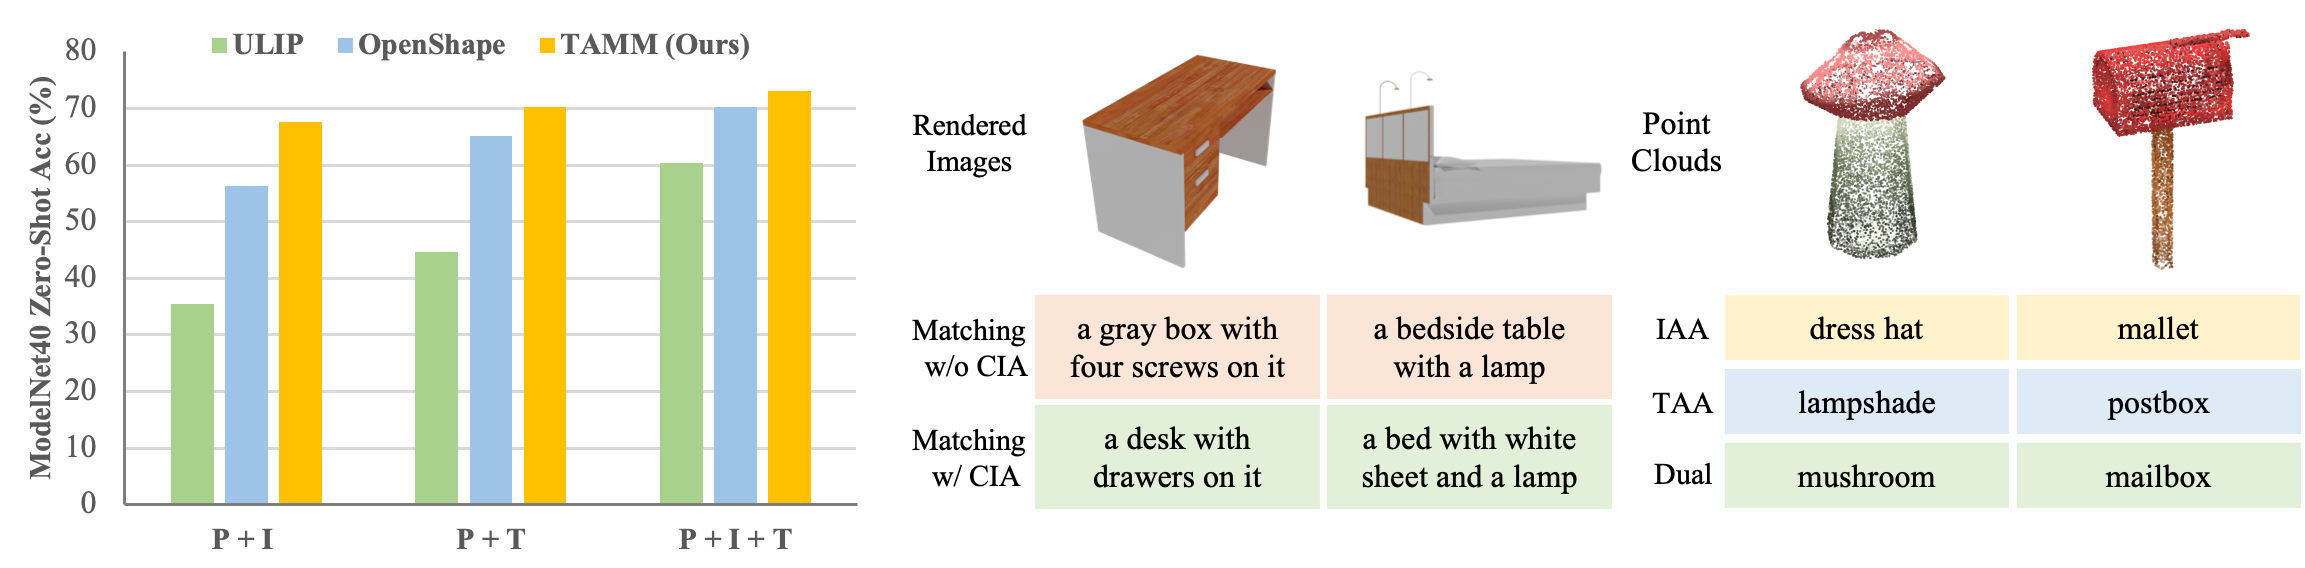 ULIP OpenShape TAMM (Ours)
ModelNet40 Zero-Shot Acc (%)
80
70
60
50
40
30
20
10
0
P + I P + T P + I + T
Rendered
Images
Matching
w/o CIA
a gray box with
four screws on it
a bedside table
with a lamp
Matching
w/ CIA
a desk with
drawers on it
a bed with white
sheet and a lamp
Point
Clouds
IAA dress hat mallet
TAA lampshade postbox
Dual mushroom mailbox